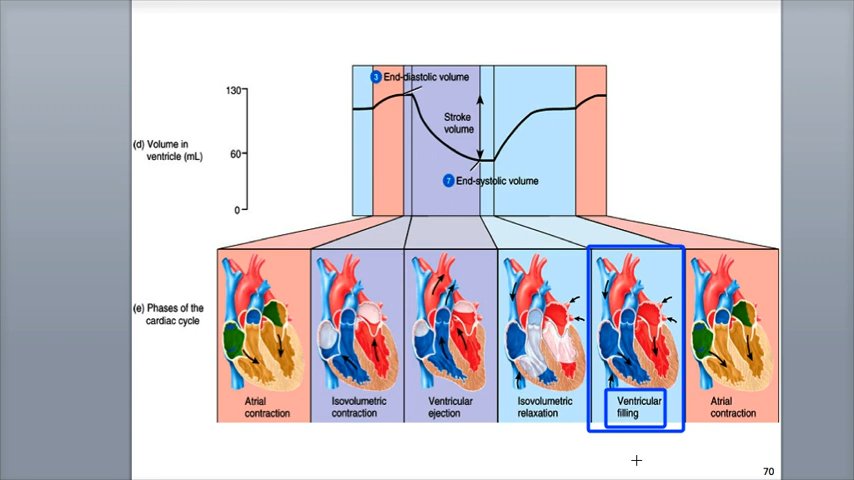 3 End-diastolic volume
130
Stroke
volume
(d) Volume in
ventricle (mL)
60
7 End-systolic volume
0
(e) Phases of the
cardiac cycle
Atrial
contraction
Isovolumetric
contraction
Ventricular
ejection
Isovolumetric
relaxation
Ventricular
filling
Atrial
contraction
70